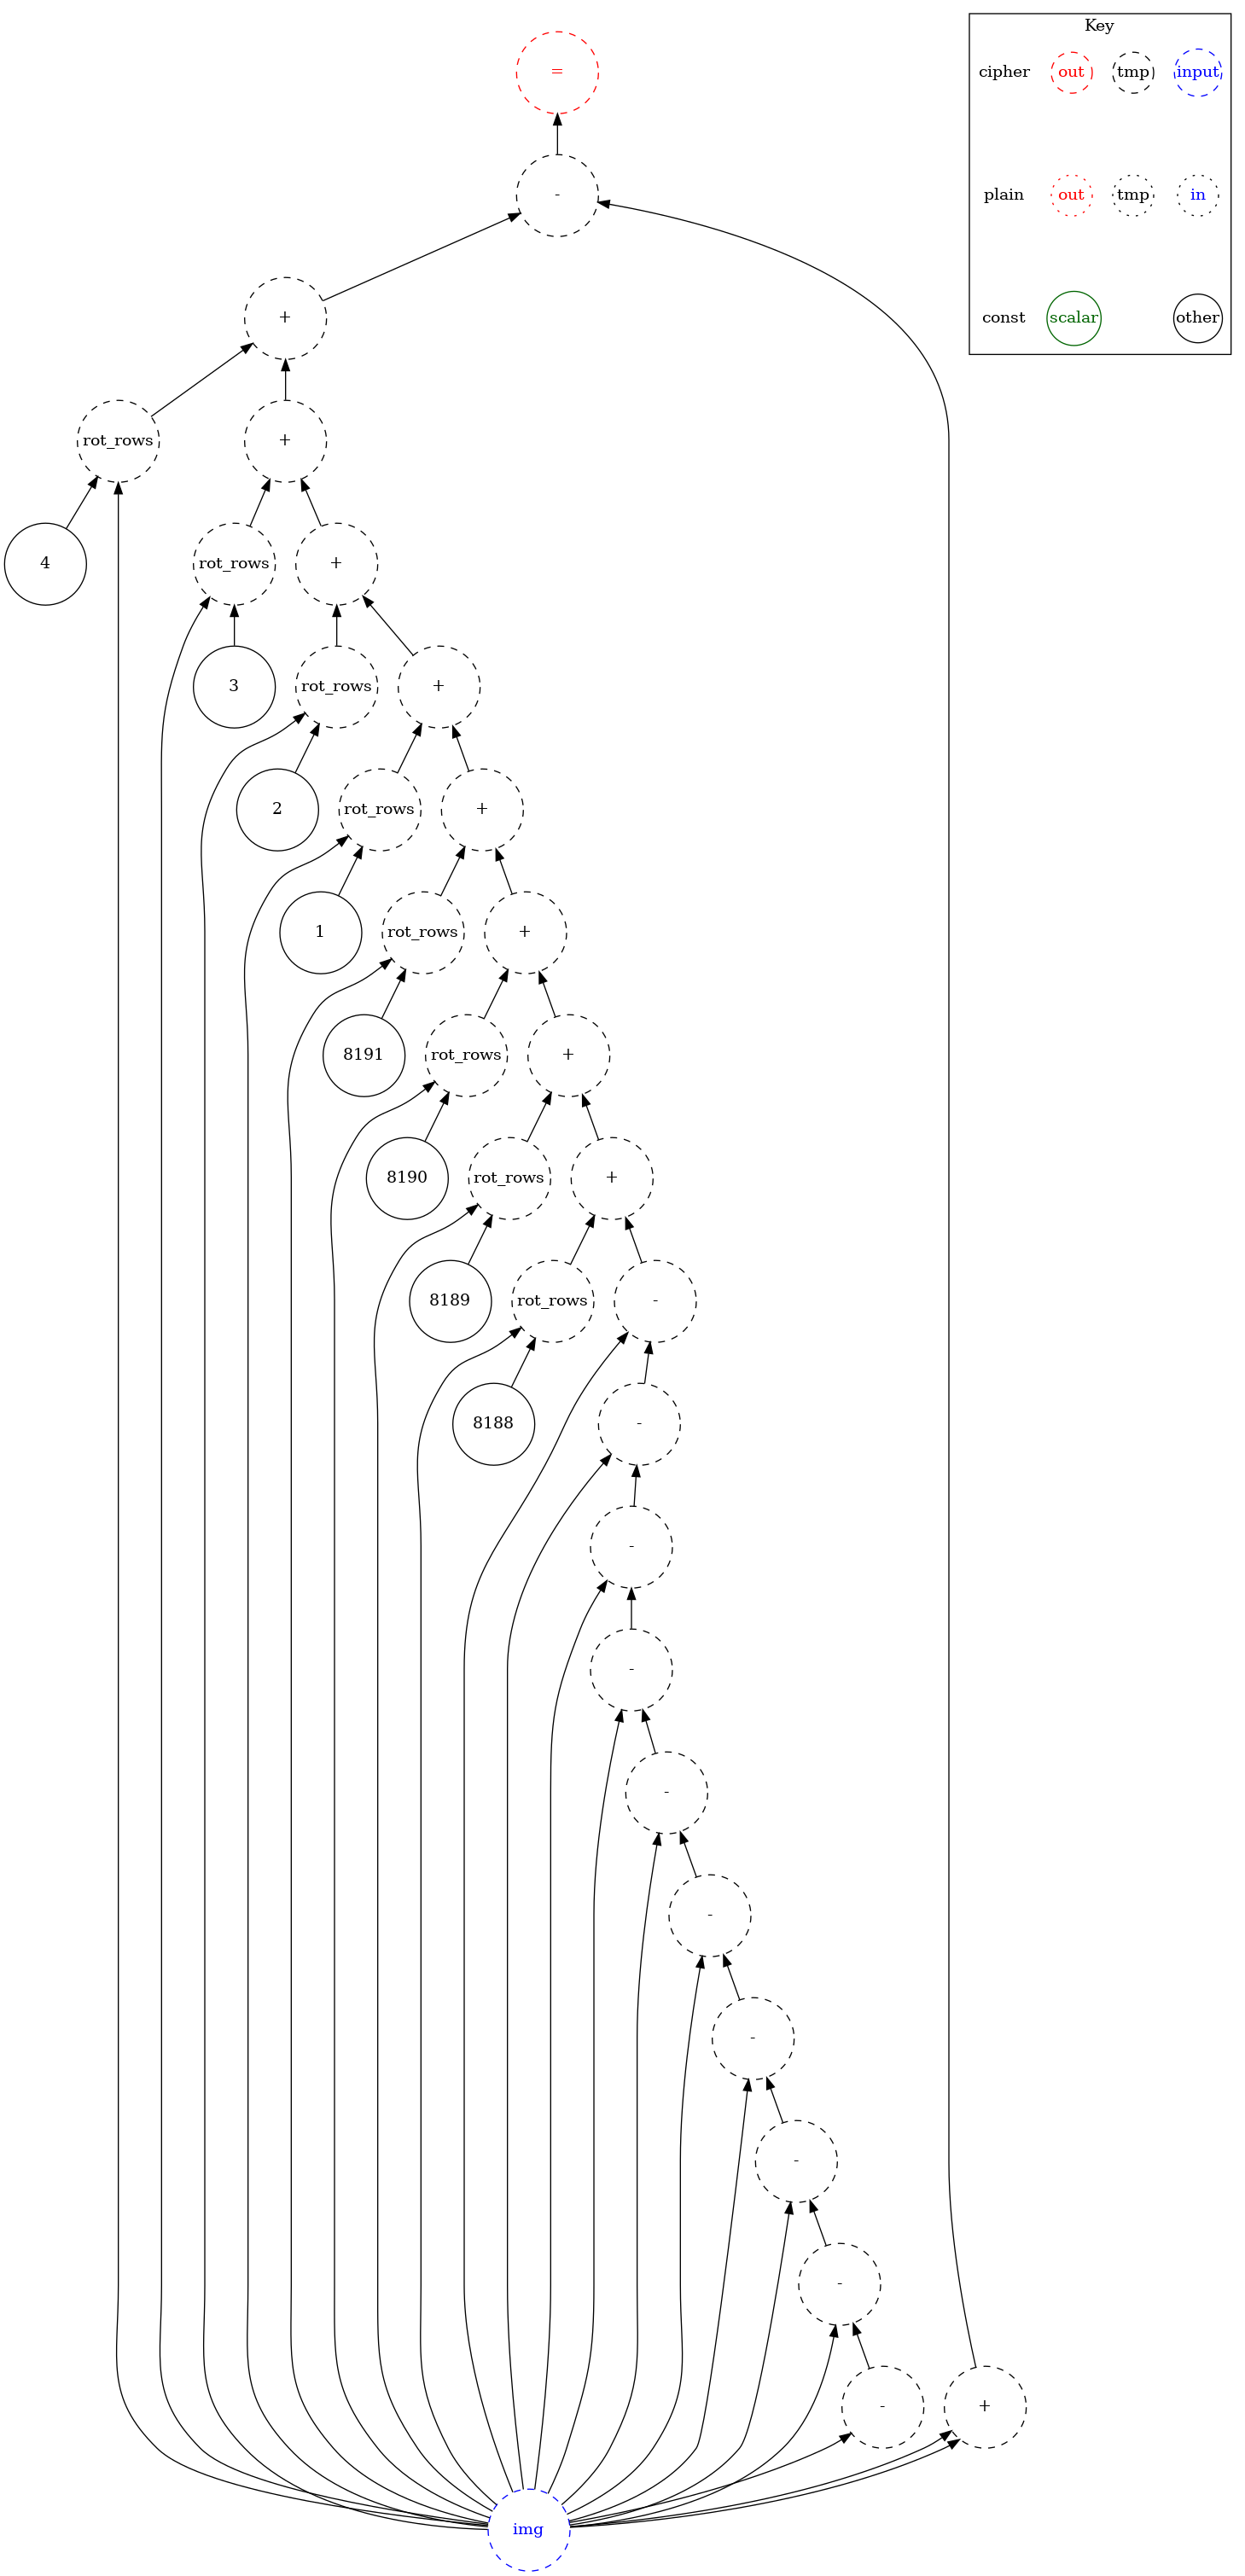 Key
=
cipher
out
tmp
input
-
plain
out
tmp
in
+
const
scalar
other
rot_rows
+
4
rot_rows
+
3
rot_rows
+
2
rot_rows
+
1
rot_rows
+
8191
rot_rows
+
8190
rot_rows
+
8189
rot_rows
-
8188
-
-
-
-
-
-
-
-
-
+
img